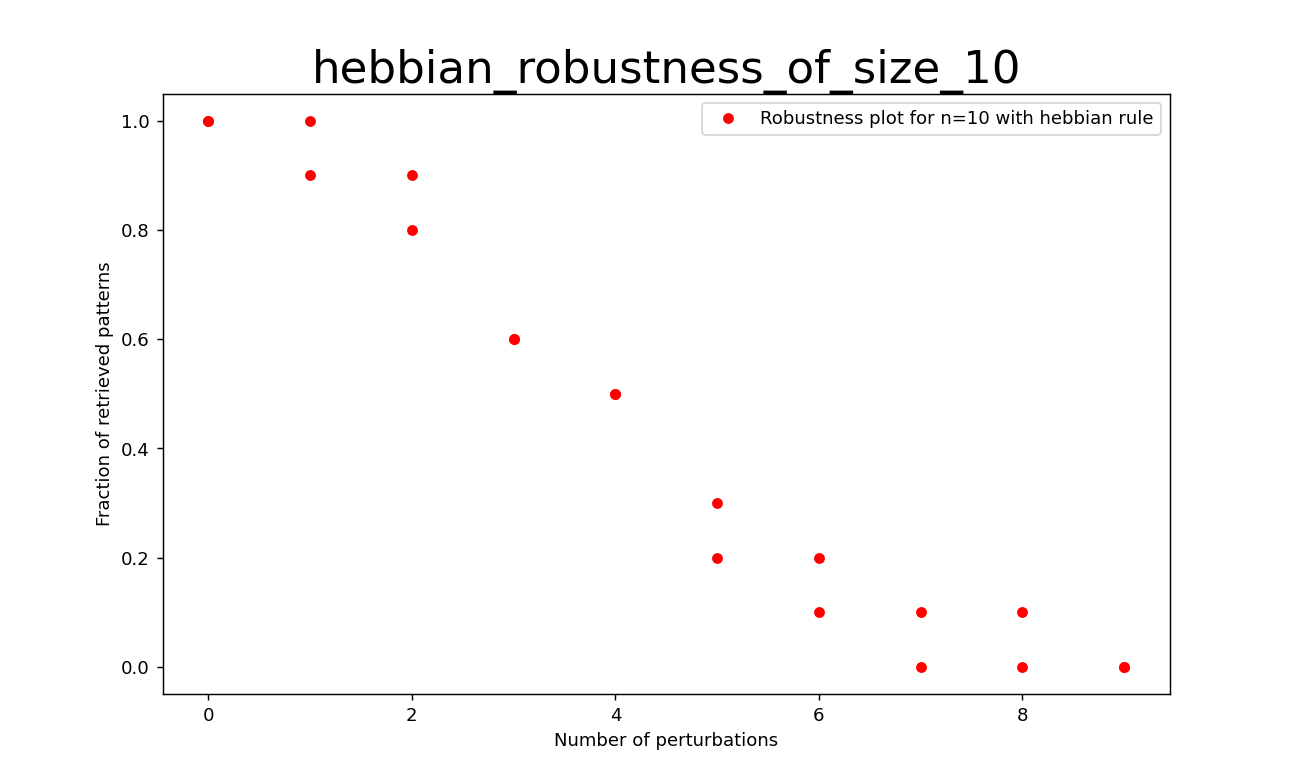 hebbian_robustness_of_size_10
Robustness plot for n=10 with hebbian rule
1.0
0.8
0.6
0.4
0.2
0.0
Fraction of retrieved patterns
0 2 4 6 8
Number of perturbations